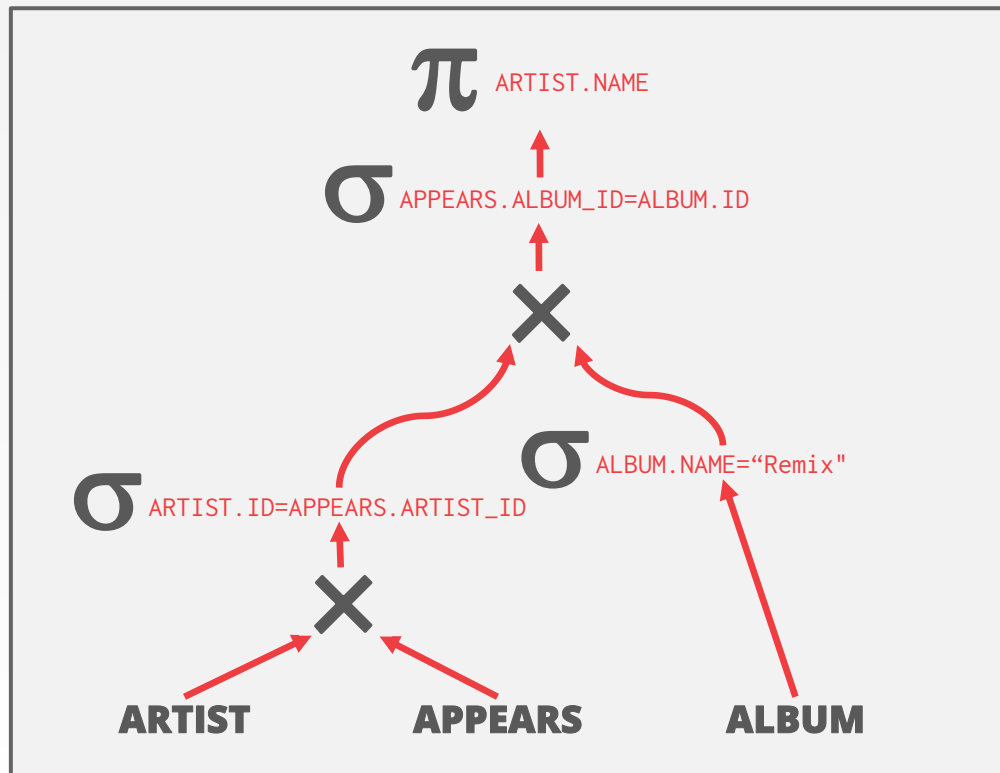 π ARTIST.NAME
σ APPEARS.ALBUM_ID=ALBUM.ID
×
σ ALBUM.NAME=“Remix"
σ ARTIST.ID=APPEARS.ARTIST_ID
×
ARTIST APPEARS ALBUM